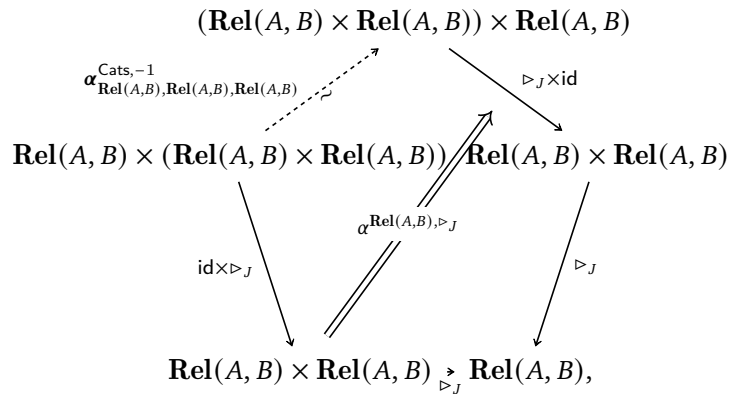 (Rel(A, B) × Rel(A, B)) × Rel(A, B)
α^{Cats,−1}_{Rel(A,B),Rel(A,B),Rel(A,B)}
∼
▷_J×id
Rel(A, B) × (Rel(A, B) × Rel(A, B)) Rel(A, B) × Rel(A, B)
α^{Rel(A,B),▷_J}
id×▷_J
▷_J
Rel(A, B) × Rel(A, B) Rel(A, B),
▷_J